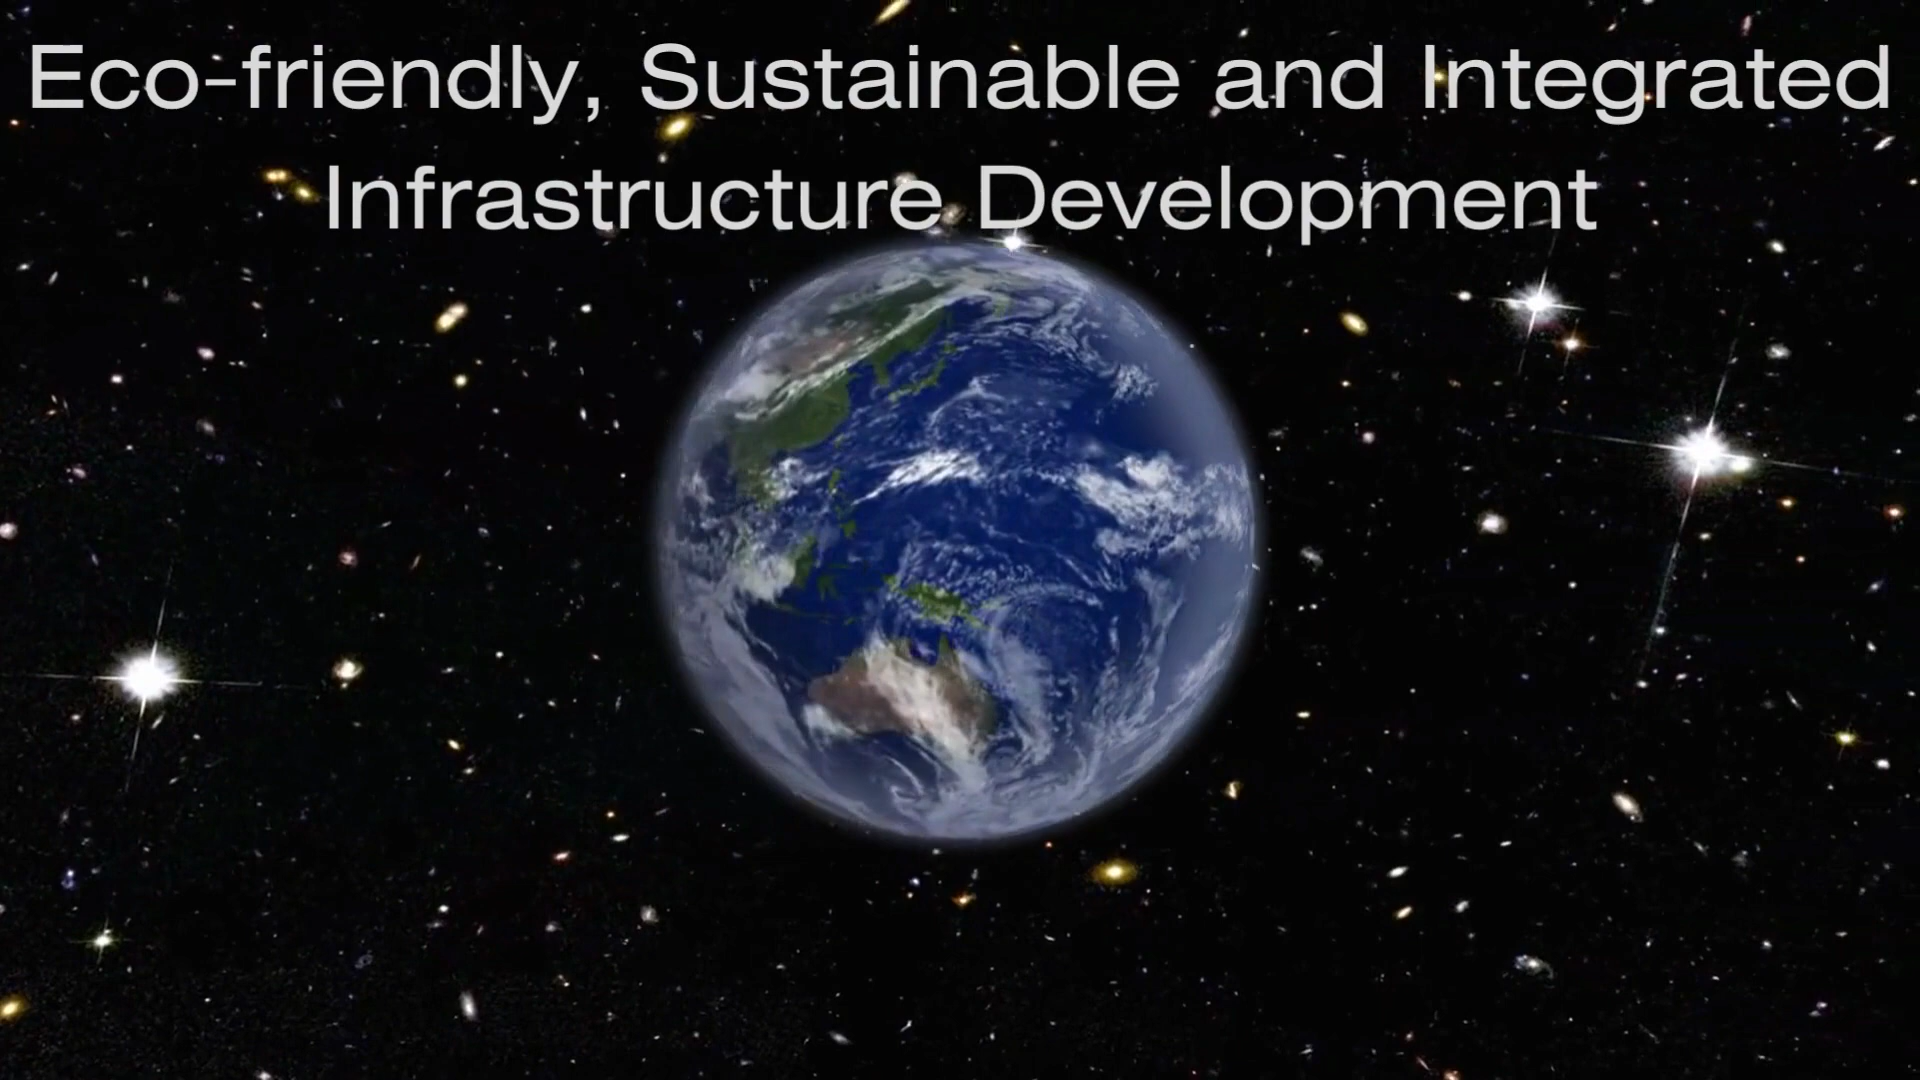 Eco-friendly, Sustainable and Integrated
Infrastructure Development